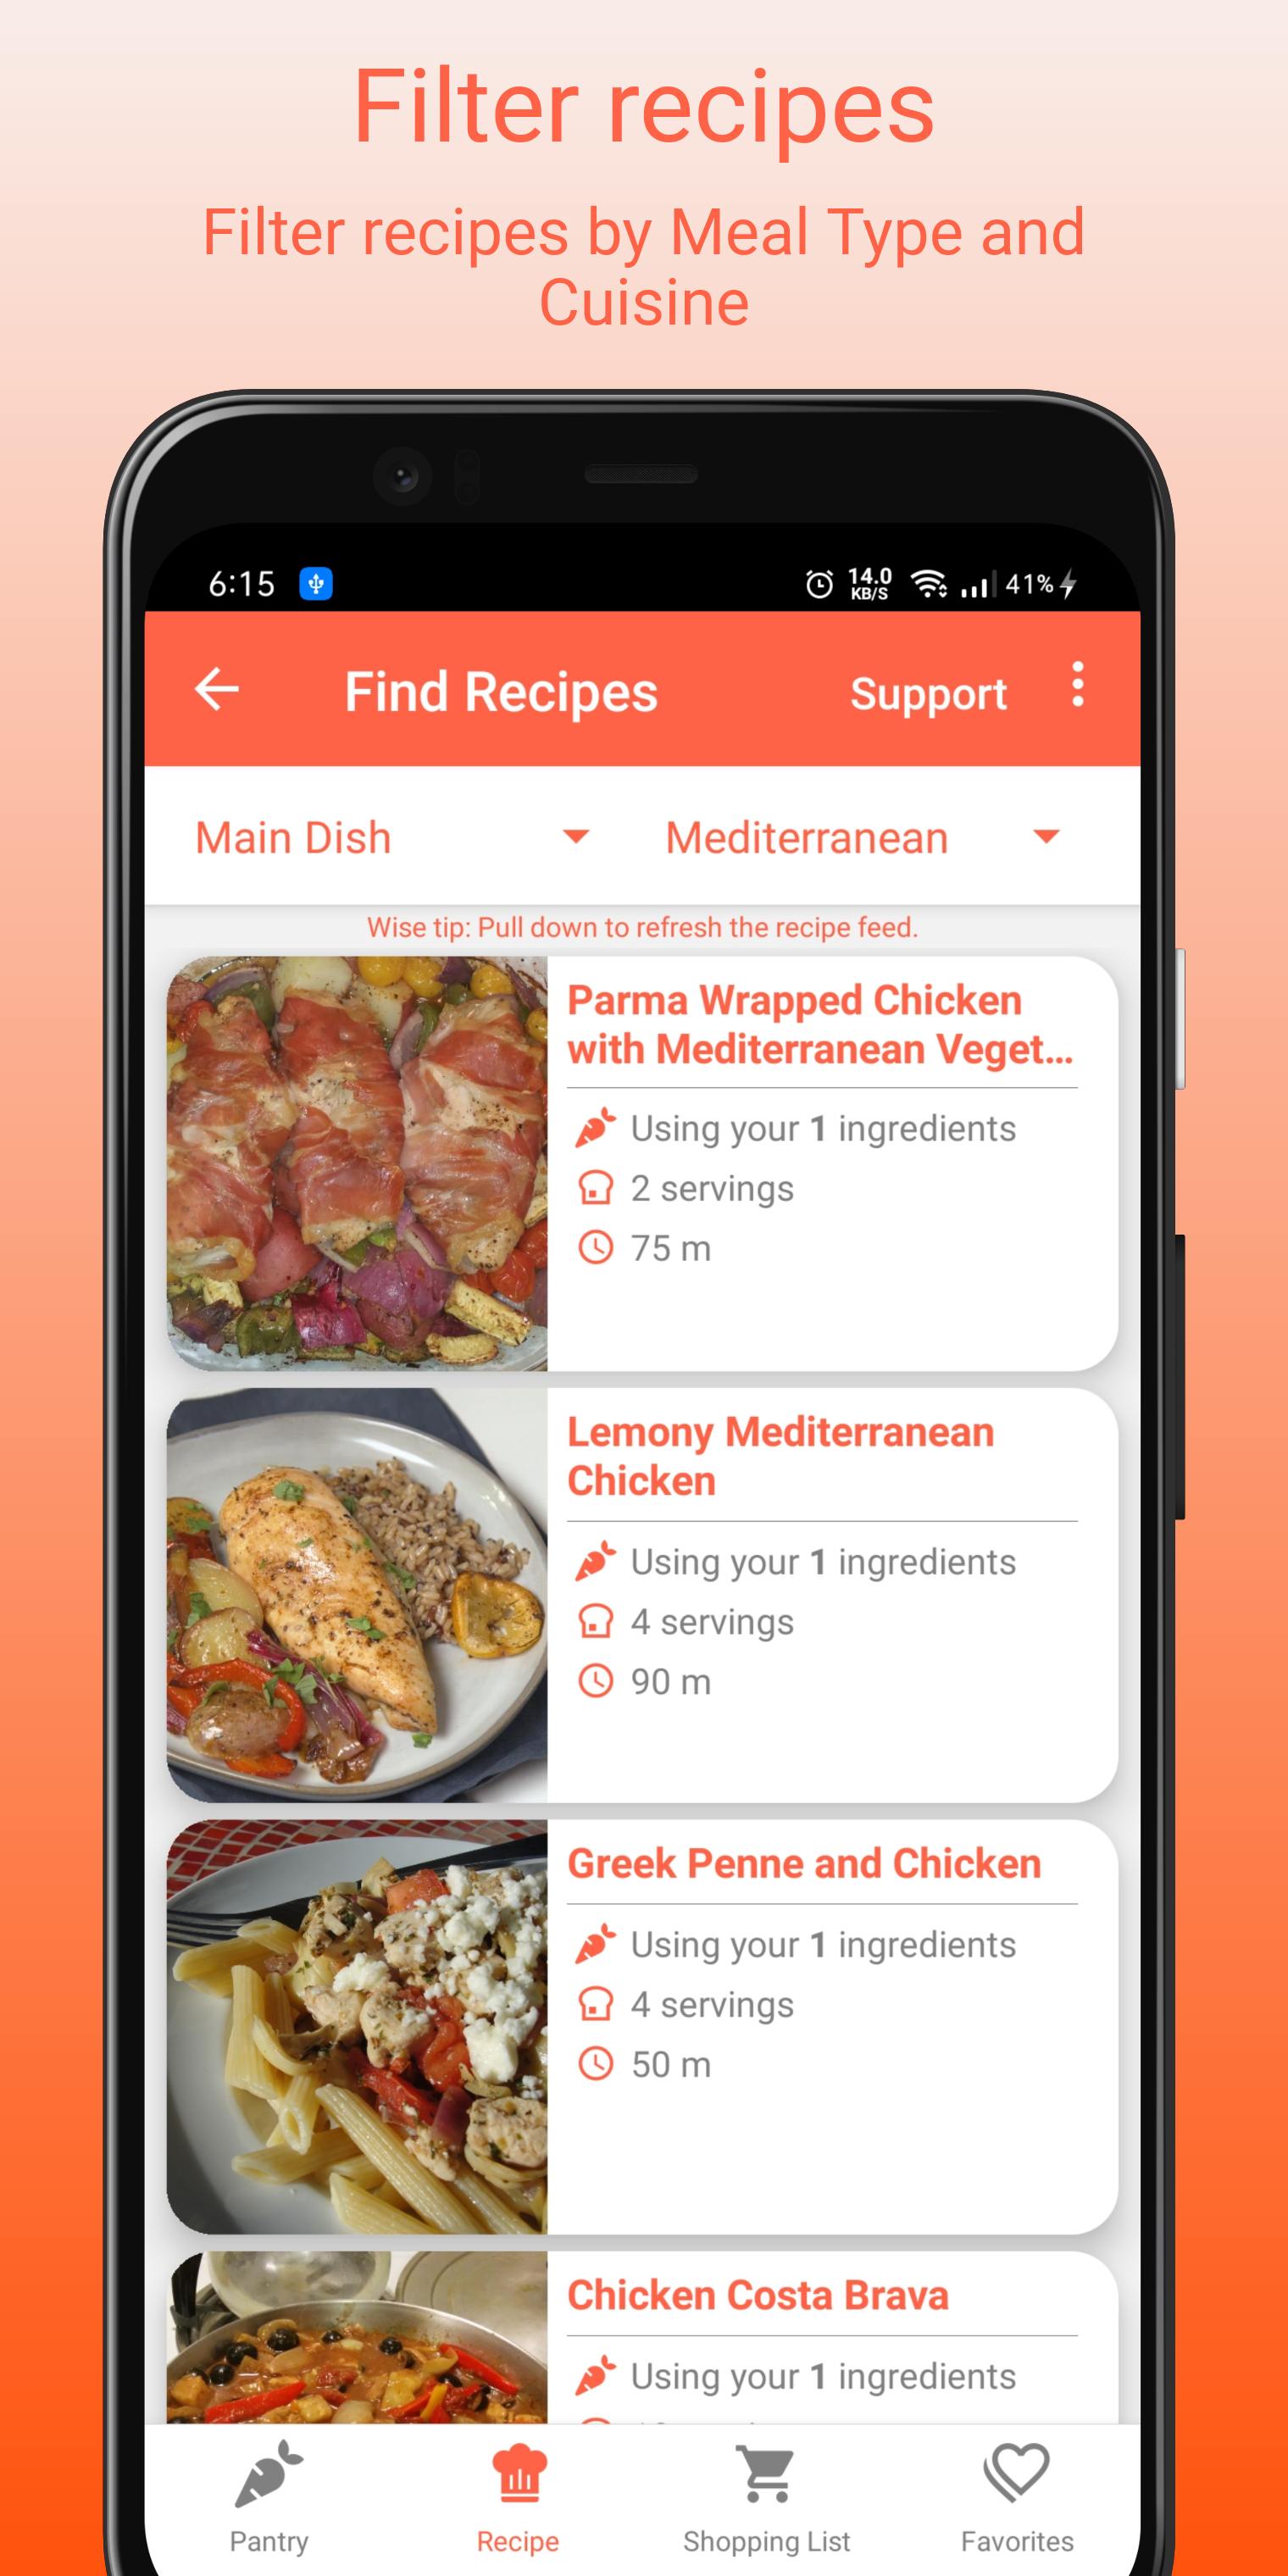 Filter recipes
Filter recipes by Meal Type and
Cuisine
6:15
14.0
KB/S
41%
Find Recipes
Support
Main Dish
Mediterranean
Wise tip: Pull down to refresh the recipe feed.
Parma Wrapped Chicken
with Mediterranean Veget...
Using your 1 ingredients
2 servings
75 m
Lemony Mediterranean
Chicken
Using your 1 ingredients
4 servings
90 m
Greek Penne and Chicken
Using your 1 ingredients
4 servings
50 m
Chicken Costa Brava
Using your 1 ingredients
Pantry
Recipe
Shopping List
Favorites